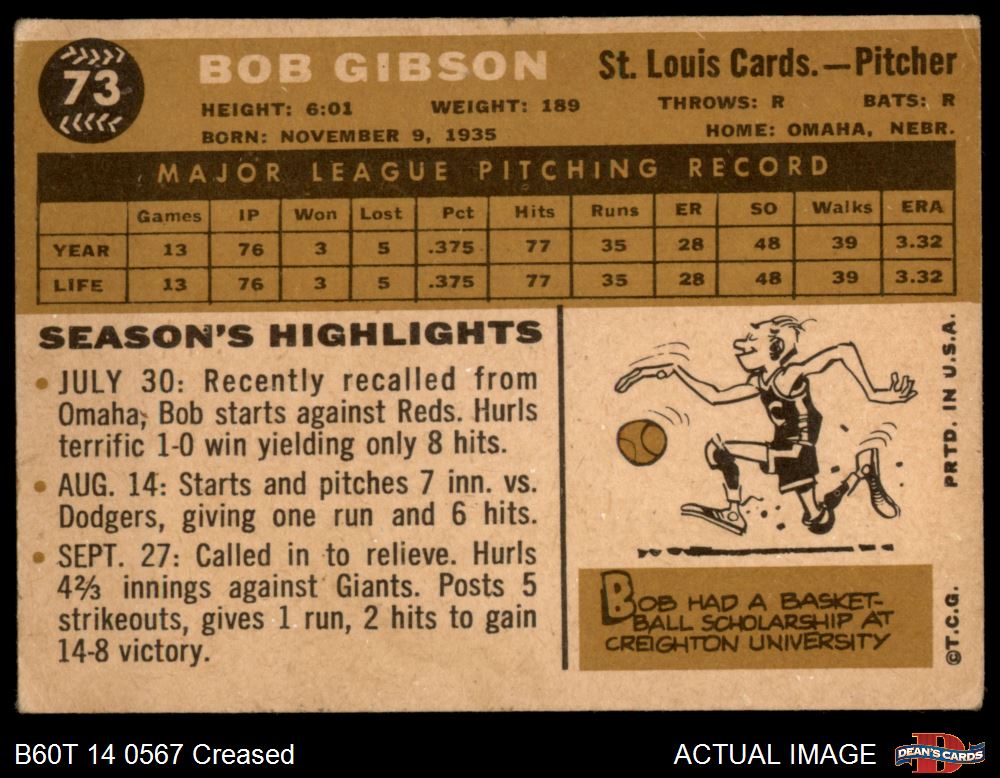 73
BOB GIBSON
St. Louis Cards.—Pitcher
HEIGHT: 6:01 WEIGHT: 189 THROWS: R BATS: R
BORN: NOVEMBER 9, 1935 HOME: OMAHA, NEBR.
MAJOR LEAGUE PITCHING RECORD
Games IP Won Lost Pct Hits Runs ER SO Walks ERA
YEAR 13 76 3 5 .375 77 35 28 48 39 3.32
LIFE 13 76 3 5 .375 77 35 28 48 39 3.32
SEASON'S HIGHLIGHTS
• JULY 30: Recently recalled from
Omaha, Bob starts against Reds. Hurls
terrific 1-0 win yielding only 8 hits.
• AUG. 14: Starts and pitches 7 inn. vs.
Dodgers, giving one run and 6 hits.
• SEPT. 27: Called in to relieve. Hurls
4⅔ innings against Giants. Posts 5
strikeouts, gives 1 run, 2 hits to gain
14-8 victory.
BOB HAD A BASKET-
BALL SCHOLARSHIP AT
CREIGHTON UNIVERSITY
PRTD. IN U.S.A.
©T.C.G.
B60T 14 0567 Creased
ACTUAL IMAGE
DEAN'S CARDS